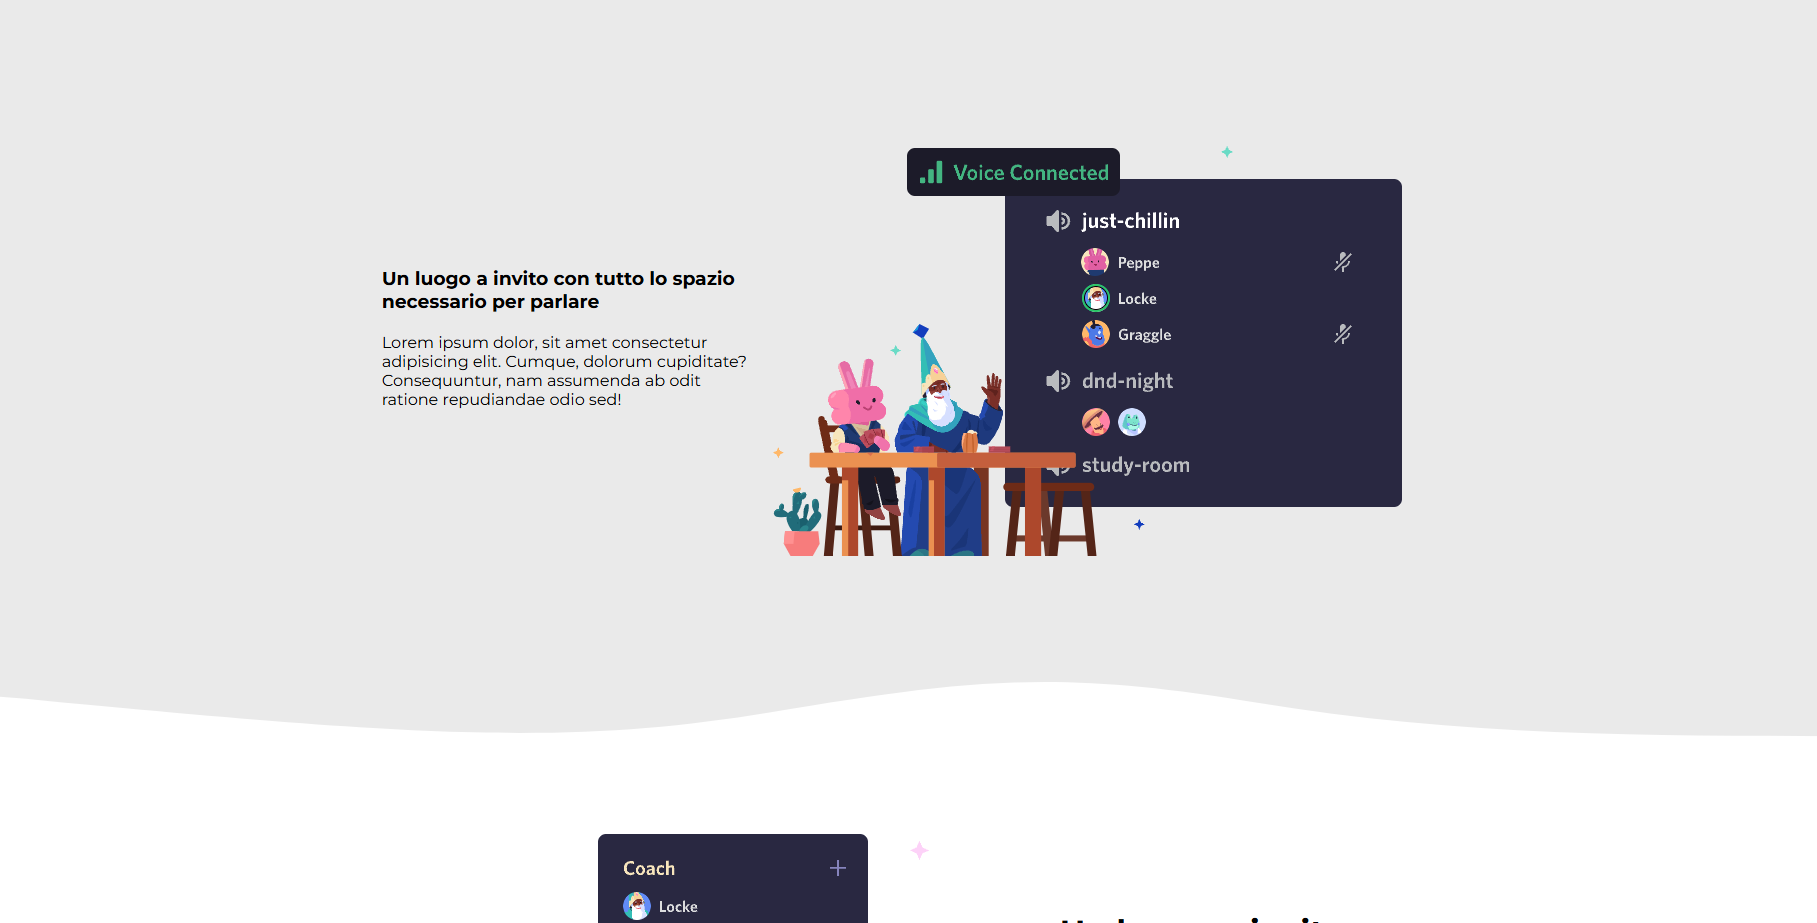 Voice Connected
just-chillin
Peppe
Locke
Graggle
dnd-night
study-room
Un luogo a invito con tutto lo spazio
necessario per parlare
Lorem ipsum dolor, sit amet consectetur
adipisicing elit. Cumque, dolorum cupiditate?
Consequuntur, nam assumenda ab odit
ratione repudiandae odio sed!
Coach
Locke